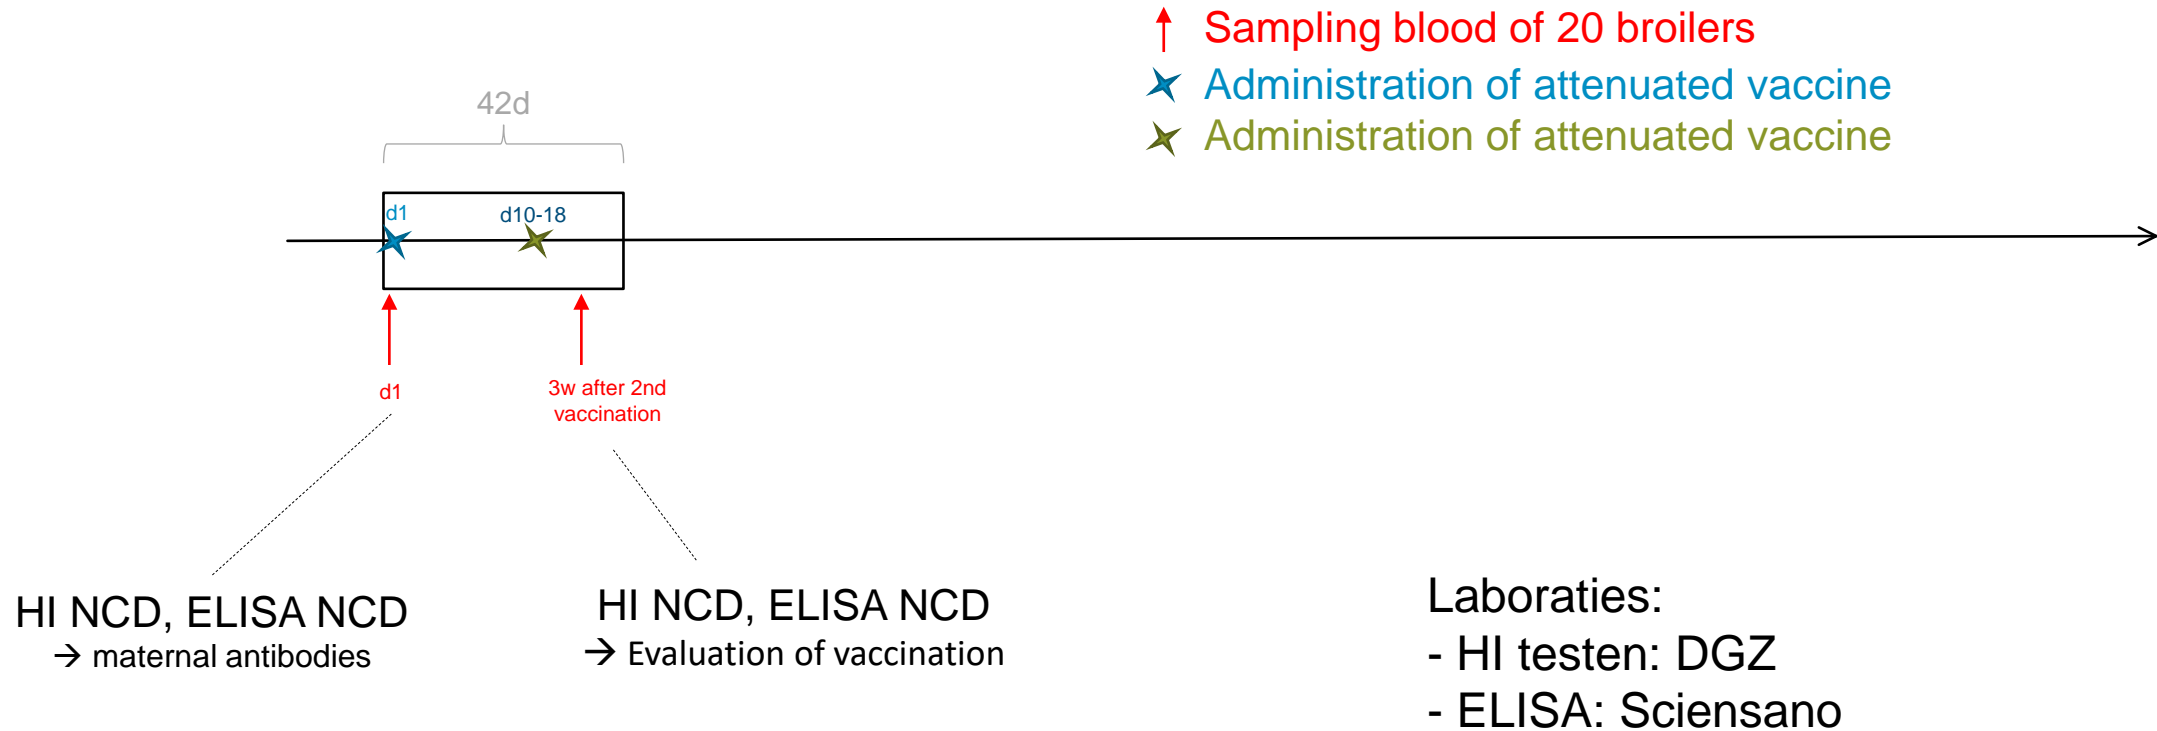 Sampling blood of 20 broilers
Administration of attenuated vaccine
Administration of attenuated vaccine
42d
d1
d10-18
d1
3w after 2nd
vaccination
HI NCD, ELISA NCD
→ maternal antibodies
HI NCD, ELISA NCD
→ Evaluation of vaccination
Laboraties:
- HI testen: DGZ
- ELISA: Sciensano